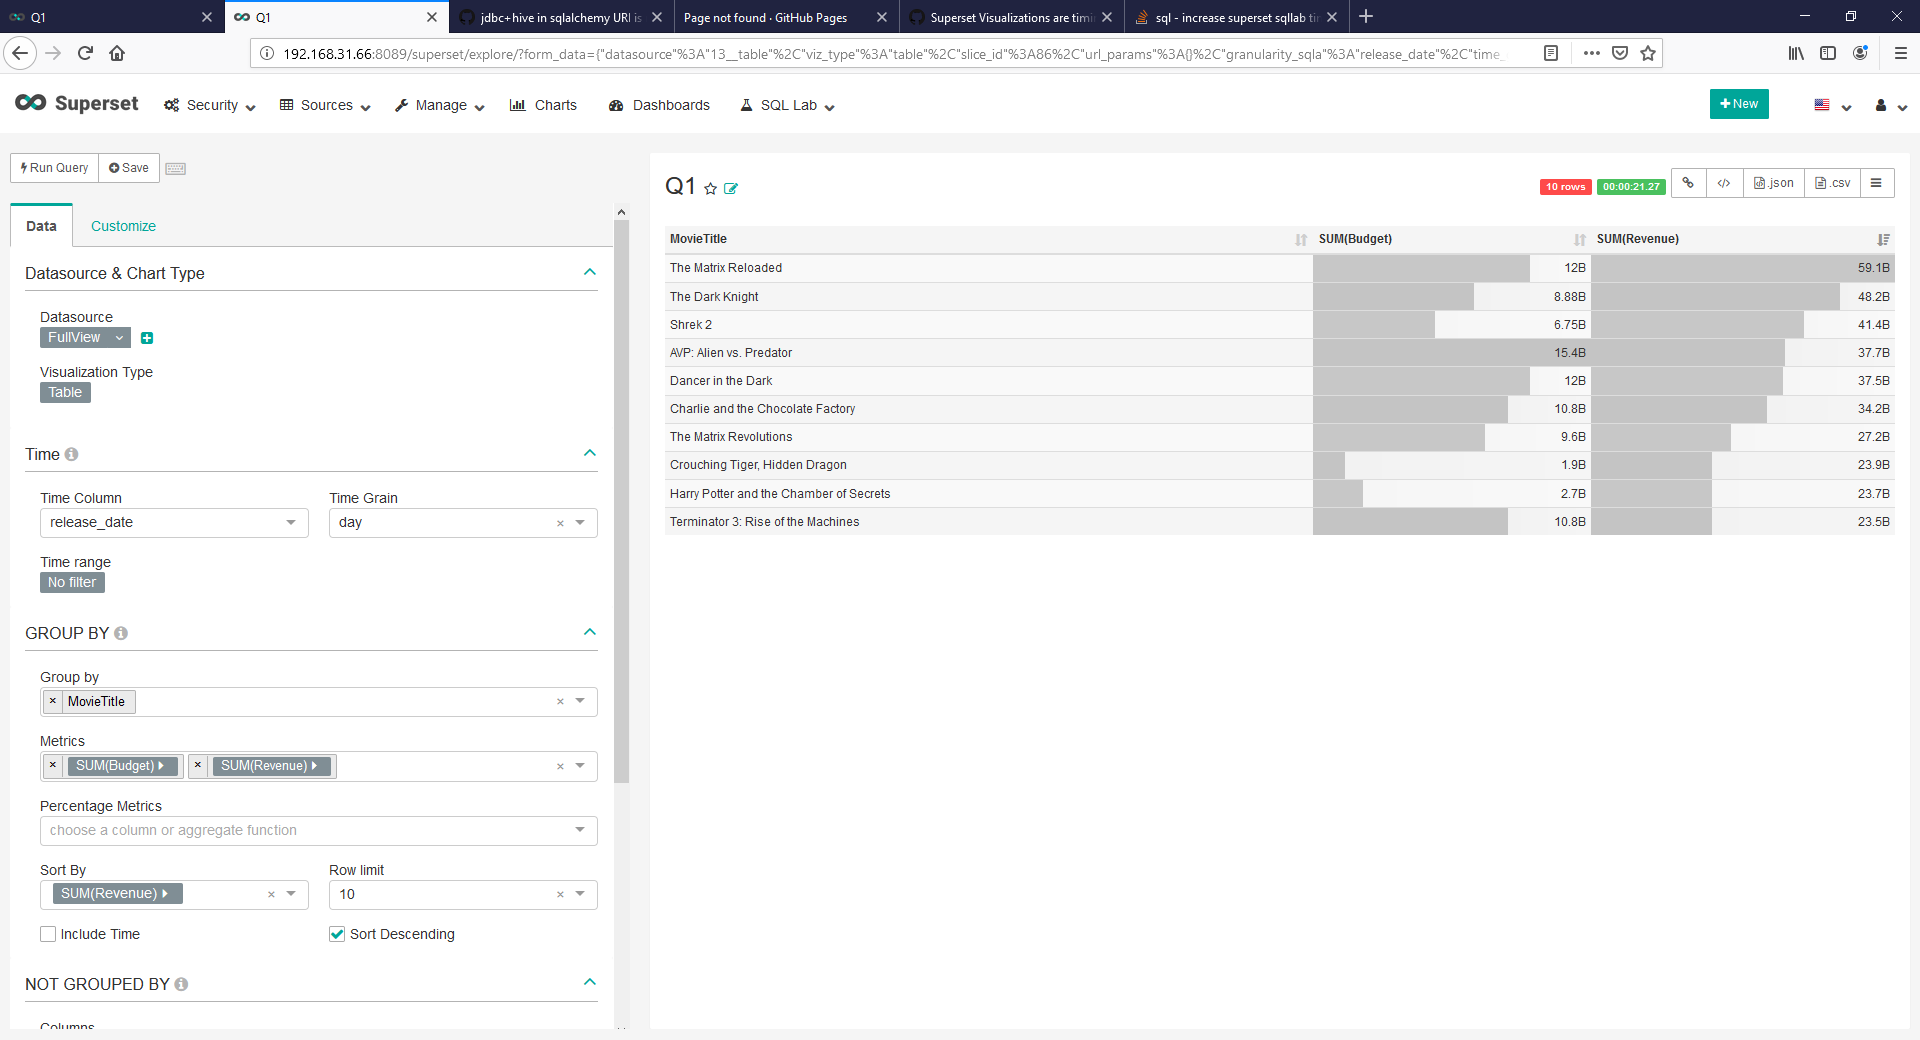 Q1
Q1
jdbc+hive in sqlalchemy URI is
Page not found · GitHub Pages
Superset Visualizations are timi
sql - increase superset sqllab ti
192.168.31.66:8089/superset/explore/?form_data={"datasource"%3A"13__table"%2C"viz_type"%3A"table"%2C"slice_id"%3A86%2C"url_params"%3A{}%2C"granularity_sqla"%3A"release_date"%2C"time_
Superset
Security
Sources
Manage
Charts
Dashboards
SQL Lab
New
Run Query
Save
Data
Customize
Datasource & Chart Type
Datasource
FullView
Visualization Type
Table
Time
Time Column
Time Grain
release_date
day
Time range
No filter
GROUP BY
Group by
MovieTitle
Metrics
SUM(Budget)
SUM(Revenue)
Percentage Metrics
choose a column or aggregate function
Sort By
Row limit
SUM(Revenue)
10
Include Time
Sort Descending
NOT GROUPED BY
Columns
Q1
10 rows
00:00:21.27
.json
.csv
MovieTitle SUM(Budget) SUM(Revenue)
The Matrix Reloaded 12B 59.1B
The Dark Knight 8.88B 48.2B
Shrek 2 6.75B 41.4B
AVP: Alien vs. Predator 15.4B 37.7B
Dancer in the Dark 12B 37.5B
Charlie and the Chocolate Factory 10.8B 34.2B
The Matrix Revolutions 9.6B 27.2B
Crouching Tiger, Hidden Dragon 1.9B 23.9B
Harry Potter and the Chamber of Secrets 2.7B 23.7B
Terminator 3: Rise of the Machines 10.8B 23.5B